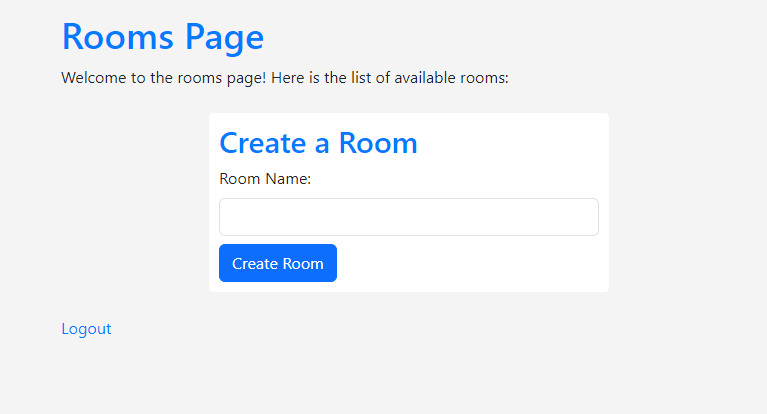 Rooms Page
Welcome to the rooms page! Here is the list of available rooms:
Create a Room
Room Name:
Create Room
Logout